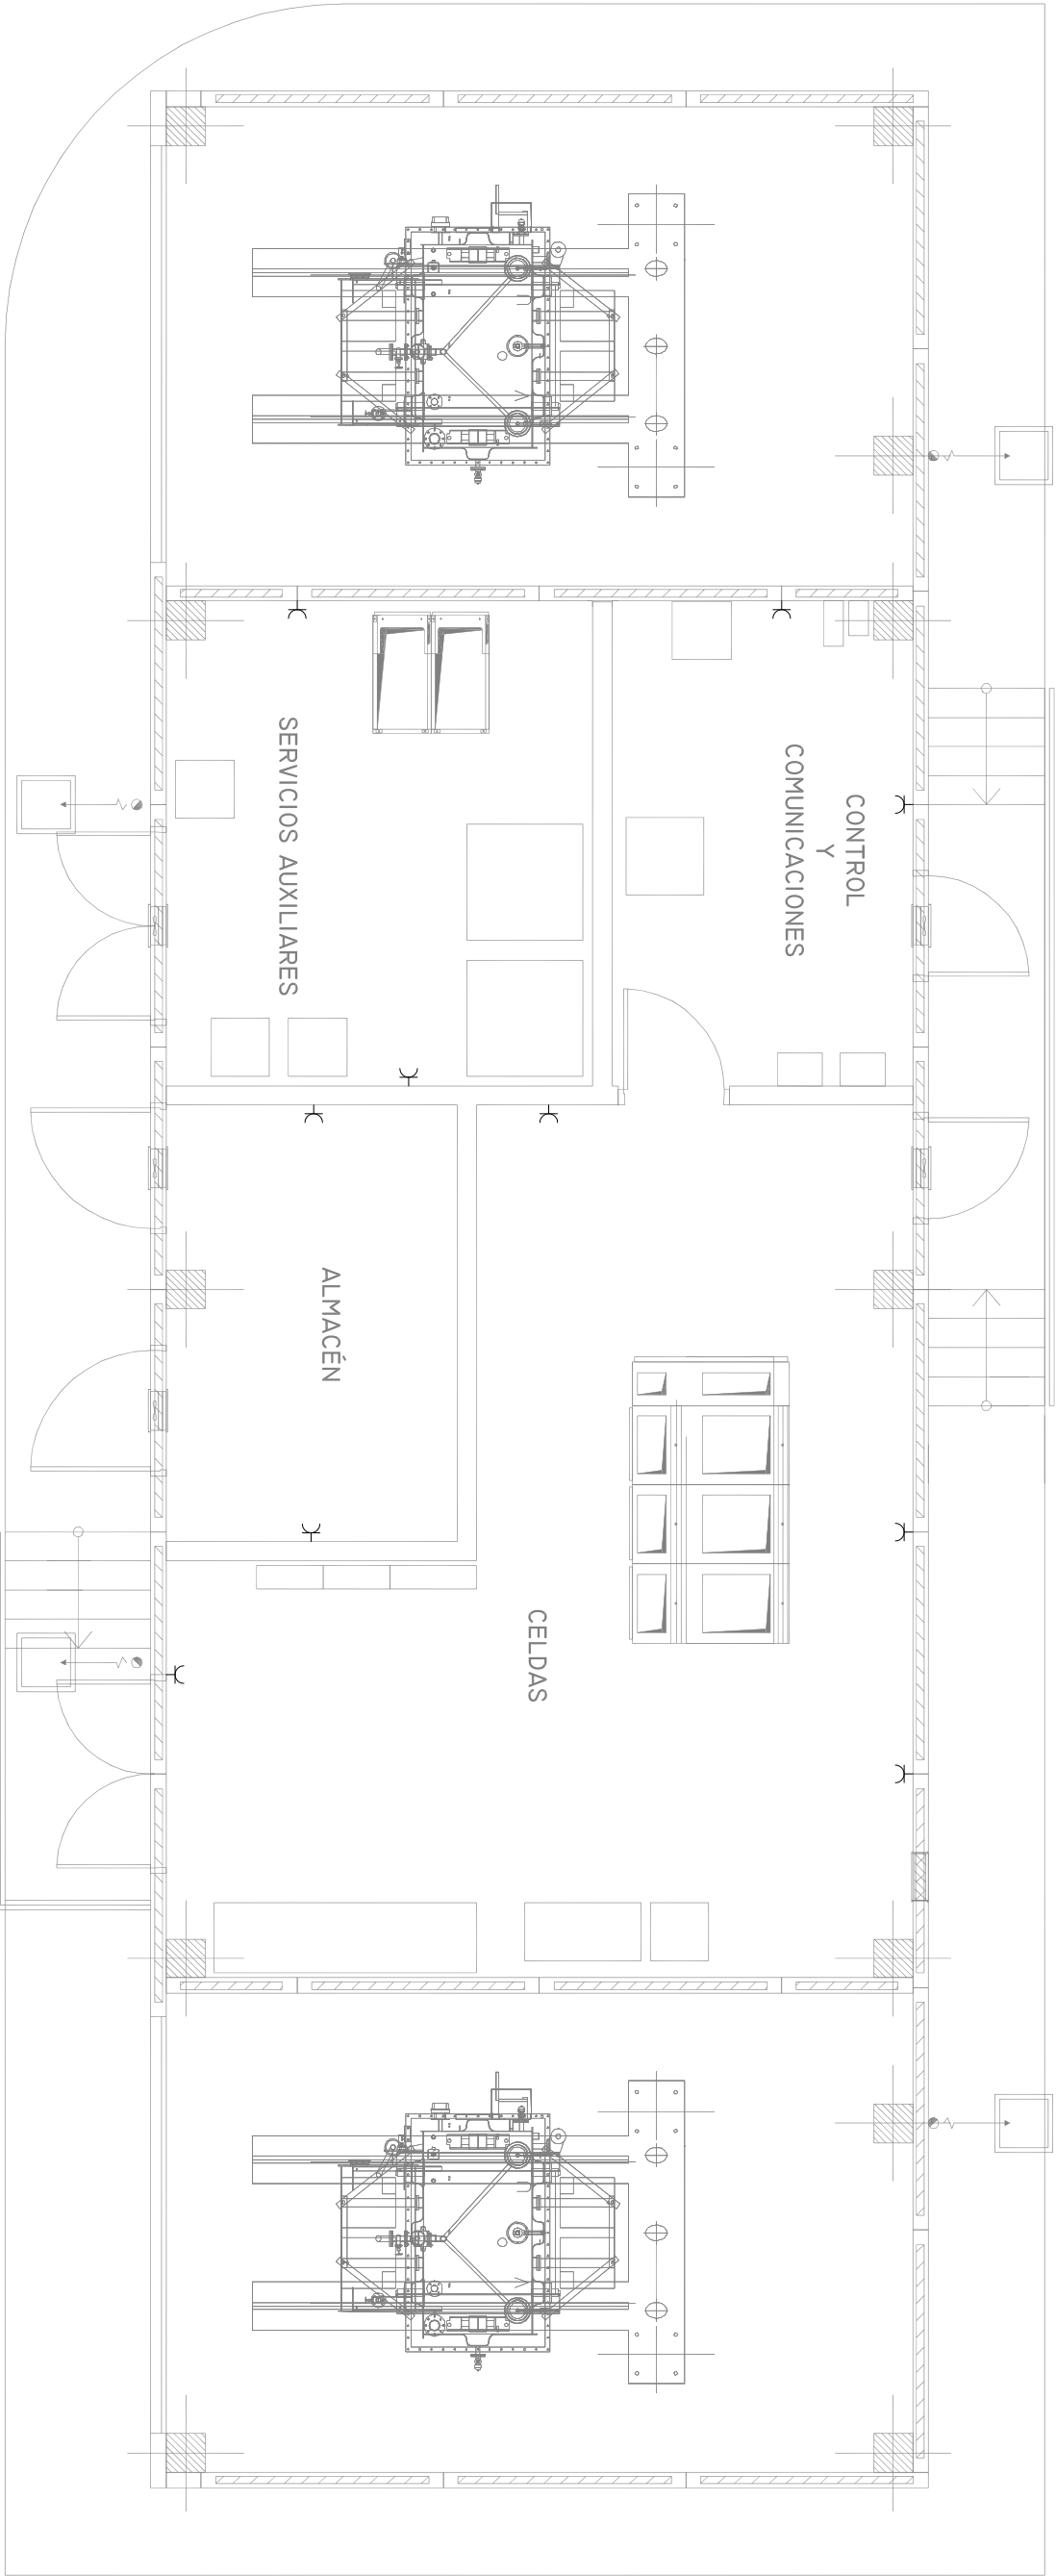 SERVICIOS AUXILIARES
CONTROL
Y
COMUNICACIONES
ALMACÉN
CELDAS